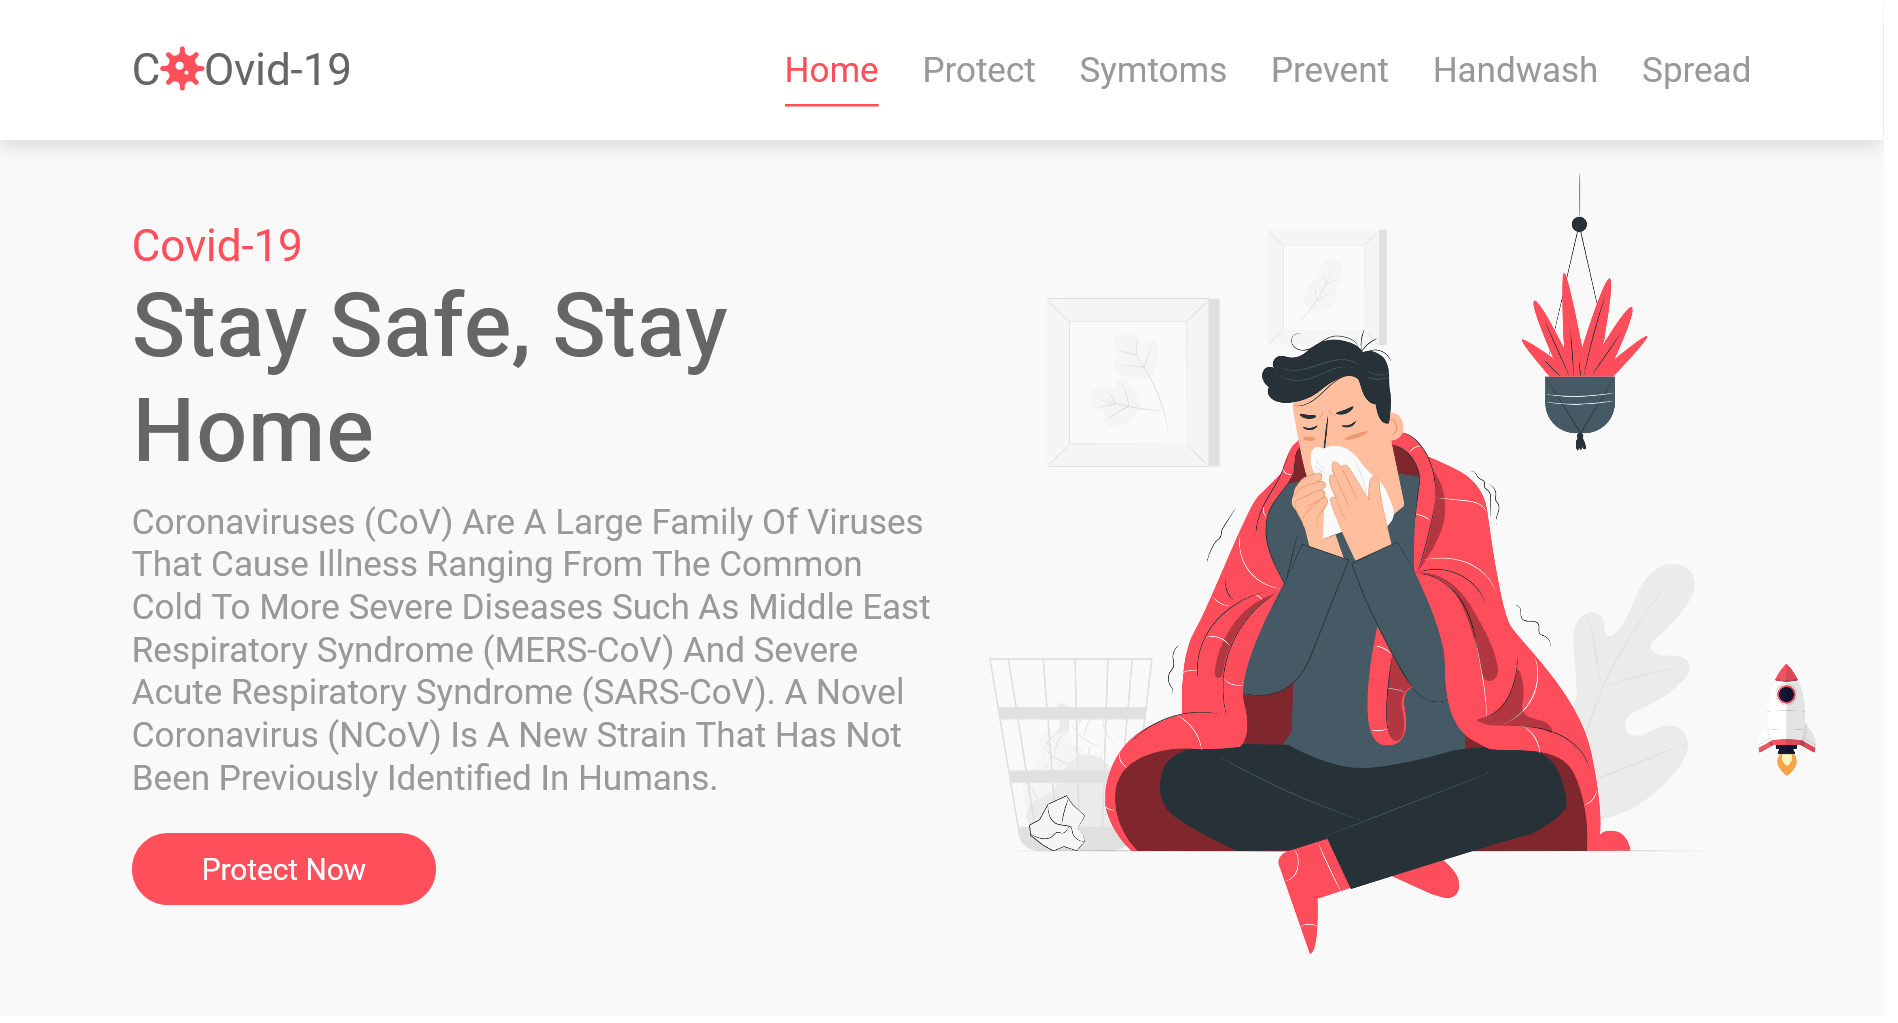 COvid-19
Home Protect Symtoms Prevent Handwash Spread
Covid-19
Stay Safe, Stay
Home
Coronaviruses (CoV) Are A Large Family Of Viruses
That Cause Illness Ranging From The Common
Cold To More Severe Diseases Such As Middle East
Respiratory Syndrome (MERS-CoV) And Severe
Acute Respiratory Syndrome (SARS-CoV). A Novel
Coronavirus (NCoV) Is A New Strain That Has Not
Been Previously Identified In Humans.
Protect Now